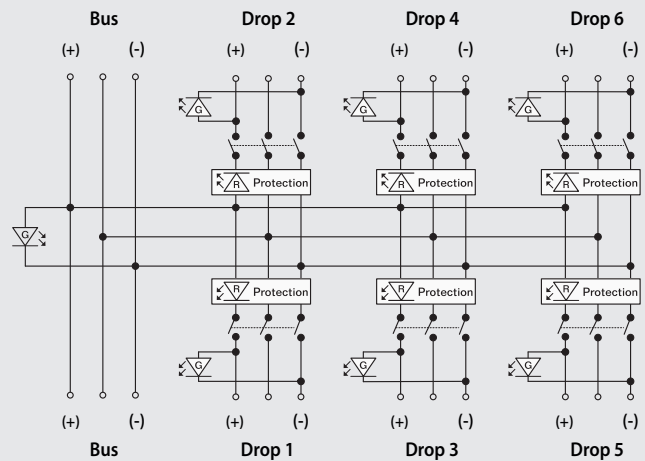 Bus Drop 2 Drop 4 Drop 6
(+) (-) (+) (-) (+) (-) (+) (-)
G G G
R Protection R Protection R Protection
G
R Protection R Protection R Protection
G G G
(+) (-) (+) (-) (+) (-) (+) (-)
Bus Drop 1 Drop 3 Drop 5